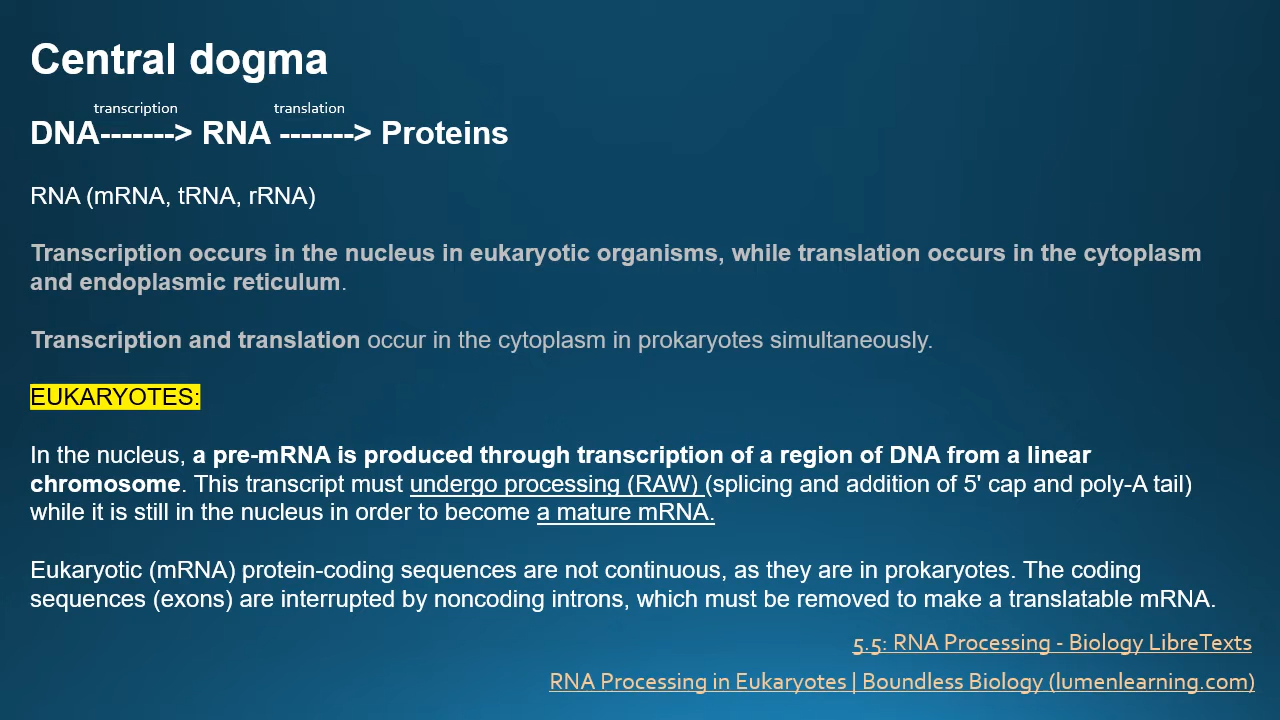 Central dogma
transcription translation
DNA-------> RNA -------> Proteins
RNA (mRNA, tRNA, rRNA)
Transcription occurs in the nucleus in eukaryotic organisms, while translation occurs in the cytoplasm
and endoplasmic reticulum.
Transcription and translation occur in the cytoplasm in prokaryotes simultaneously.
EUKARYOTES:
In the nucleus, a pre-mRNA is produced through transcription of a region of DNA from a linear
chromosome. This transcript must undergo processing (RAW) (splicing and addition of 5' cap and poly-A tail)
while it is still in the nucleus in order to become a mature mRNA.
Eukaryotic (mRNA) protein-coding sequences are not continuous, as they are in prokaryotes. The coding
sequences (exons) are interrupted by noncoding introns, which must be removed to make a translatable mRNA.
5.5: RNA Processing - Biology LibreTexts
RNA Processing in Eukaryotes | Boundless Biology (lumenlearning.com)